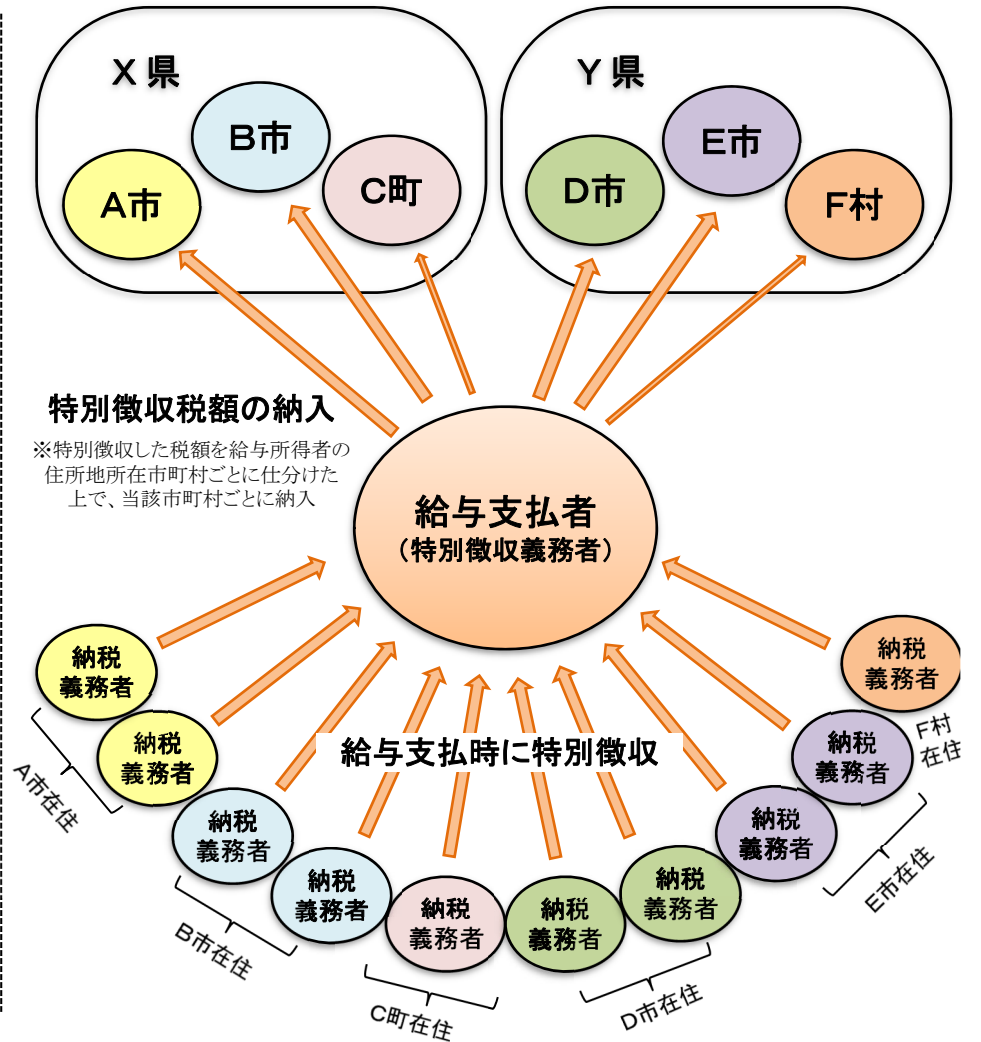 X県
Y県
A市
B市
C町
D市
E市
F村
特別徴収税額の納入
※特別徴収した税額を給与所得者の
住所地所在市町村ごとに仕分けた
上で、当該市町村ごとに納入
給与支払者
（特別徴収義務者）
給与支払時に特別徴収
納税
義務者
納税
義務者
A市在住
納税
義務者
納税
義務者
B市在住
納税
義務者
C町在住
納税
義務者
納税
義務者
D市在住
納税
義務者
納税
義務者
E市在住
納税
義務者
F村
在住